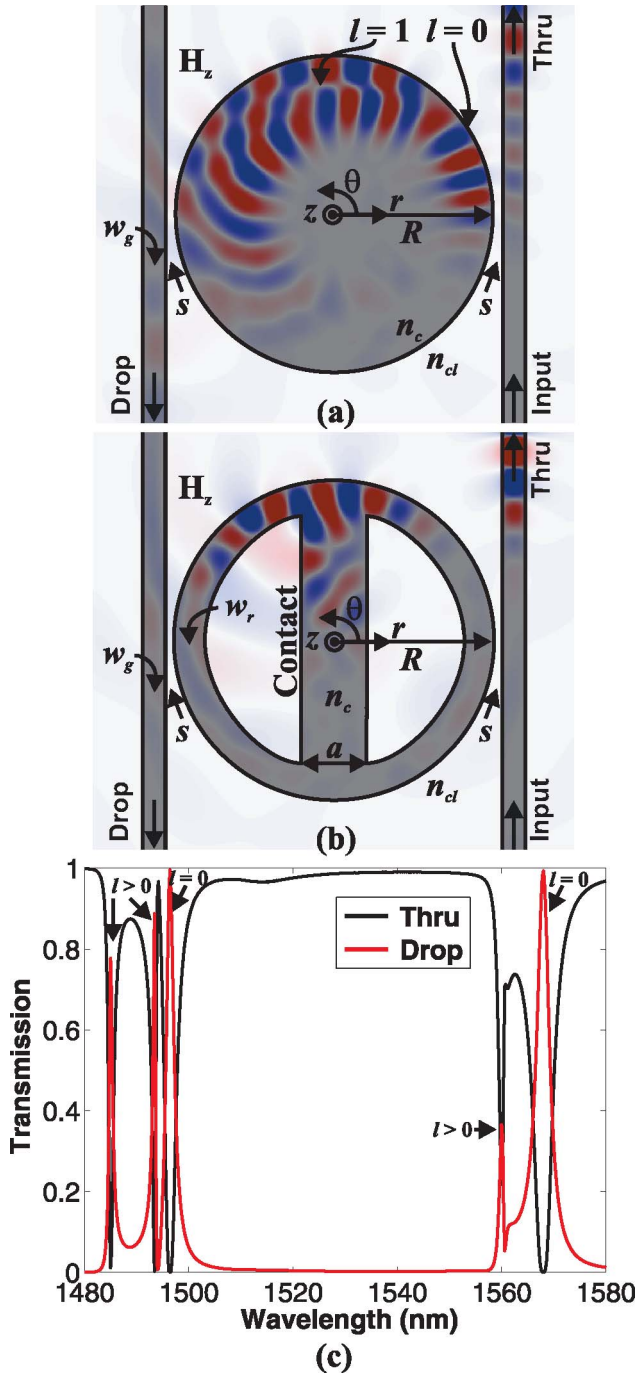 H_z
l = 1 l = 0
Thru
θ
z r
R
w_g
s s
n_c
n_cl
Drop
Input
(a)
H_z
Thru
w_r
Contact
θ
z r
R
w_g
n_c
s s
a
n_cl
Drop
Input
(b)
1
l > 0 l = 0 l = 0
Thru
Drop
0.8
0.6
0.4
l > 0
0.2
0
Transmission
1480 1500 1520 1540 1560 1580
Wavelength (nm)
(c)